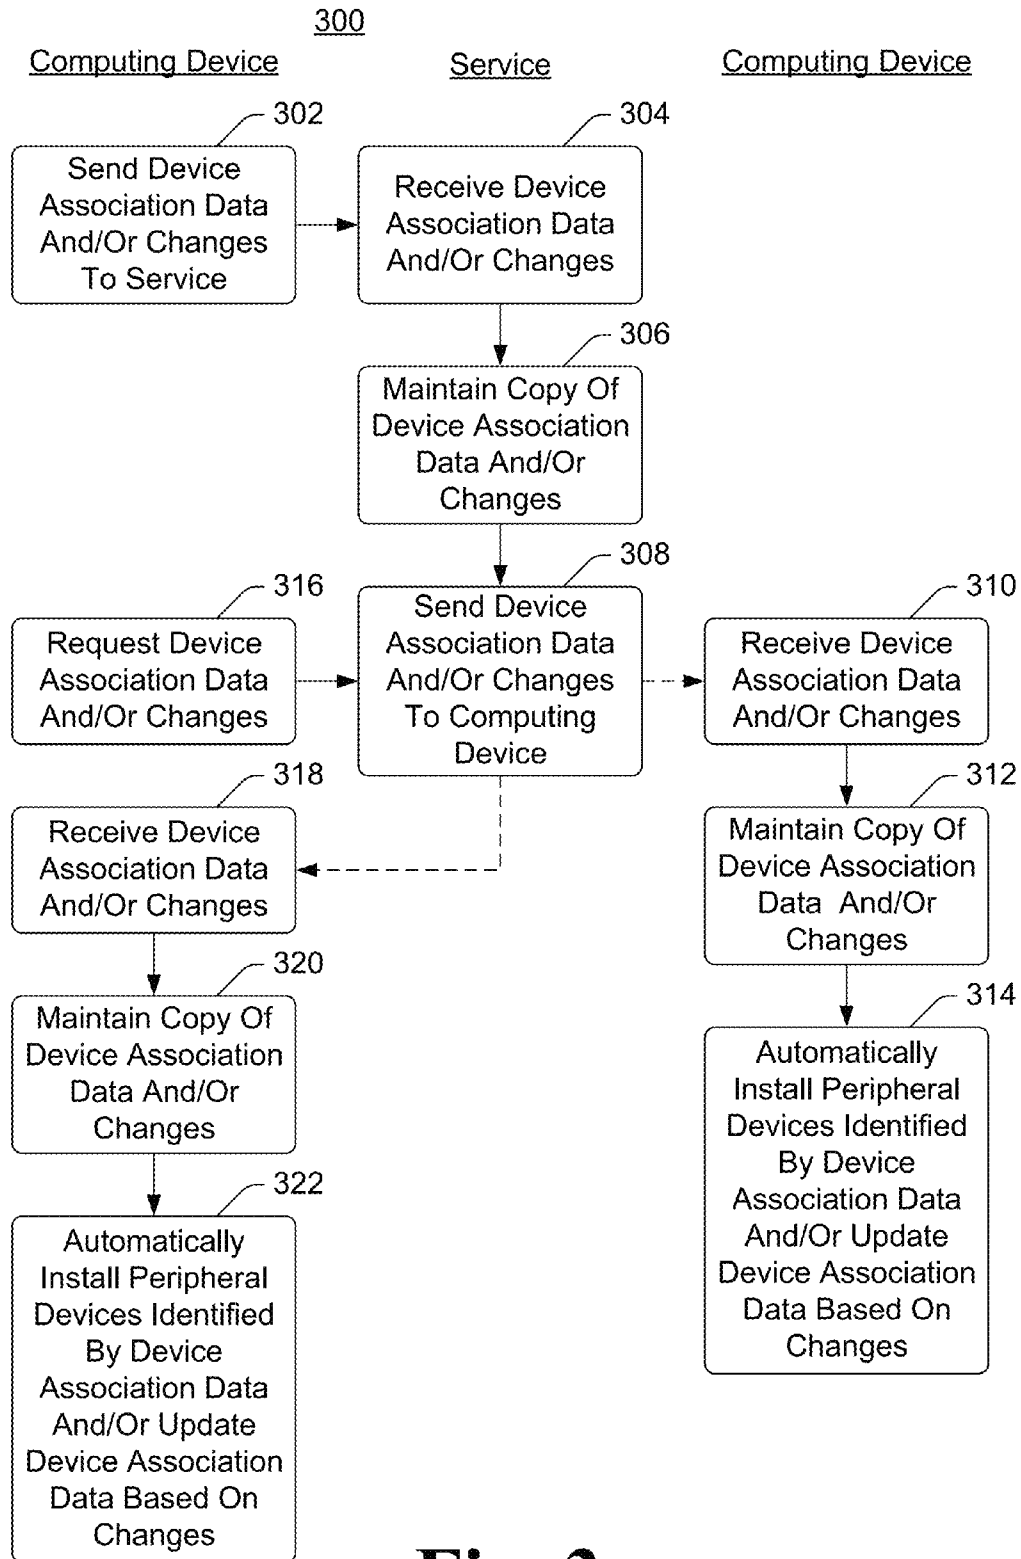 300
Computing Device
Service
Computing Device
302
Send Device
Association Data
And/Or Changes
To Service
304
Receive Device
Association Data
And/Or Changes
306
Maintain Copy Of
Device Association
Data And/Or
Changes
316
Request Device
Association Data
And/Or Changes
308
Send Device
Association Data
And/Or Changes
To Computing
Device
310
Receive Device
Association Data
And/Or Changes
318
Receive Device
Association Data
And/Or Changes
312
Maintain Copy Of
Device Association
Data And/Or
Changes
320
Maintain Copy Of
Device Association
Data And/Or
Changes
314
Automatically
Install Peripheral
Devices Identified
By Device
Association Data
And/Or Update
Device Association
Data Based On
Changes
322
Automatically
Install Peripheral
Devices Identified
By Device
Association Data
And/Or Update
Device Association
Data Based On
Changes